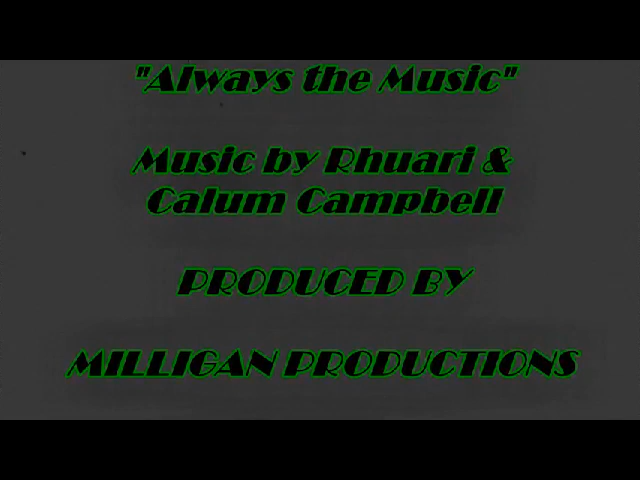 "Always the Music"
Music by Rhuari &
Calum Campbell
PRODUCED BY
MILLIGAN PRODUCTIONS